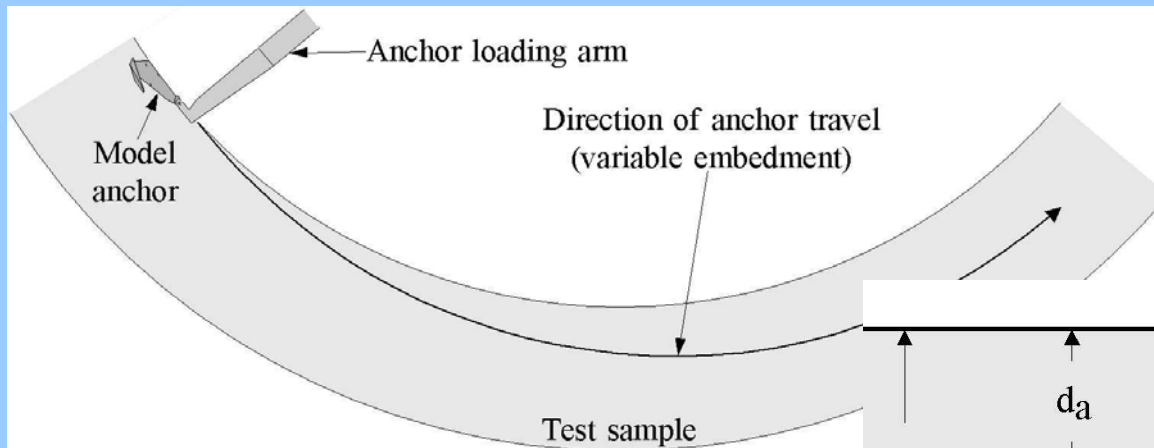 Anchor loading arm
Direction of anchor travel
(variable embedment)
Model
anchor
da
Test sample